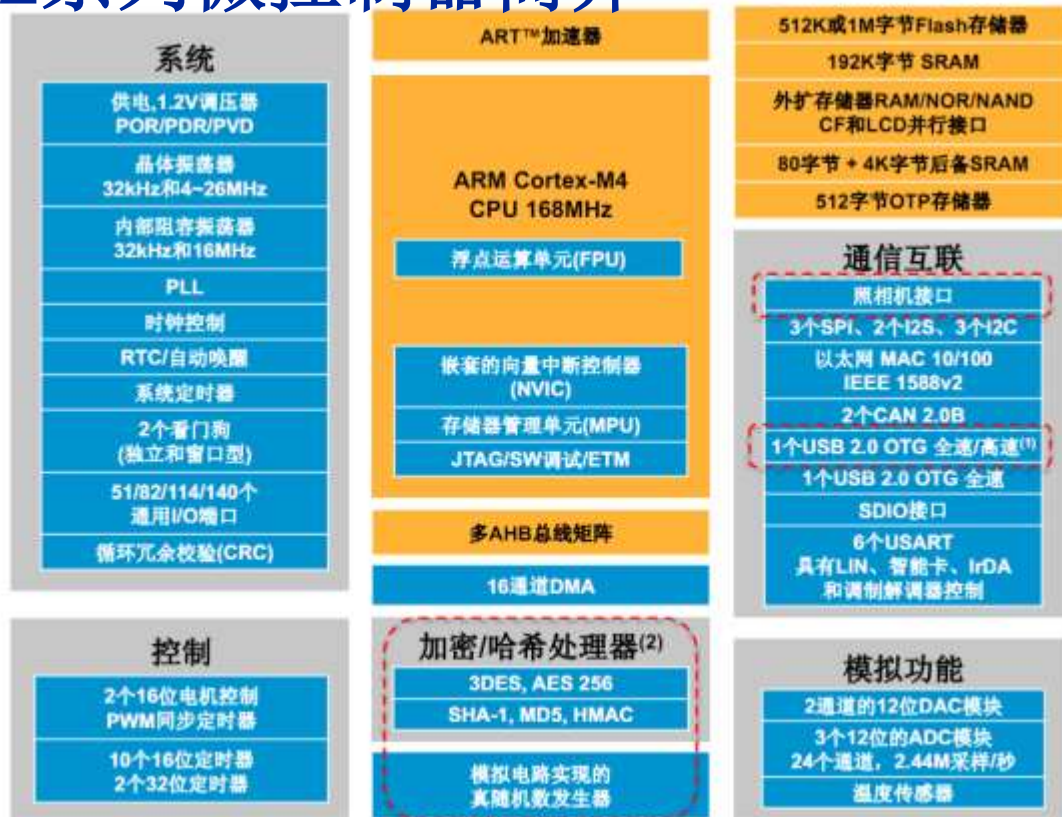 系统
供电,1.2V调压器
POR/PDR/PVD
晶体振荡器
32kHz和4~26MHz
内部阻容振荡器
32kHz和16MHz
PLL
时钟控制
RTC/自动唤醒
系统定时器
2个看门狗
(独立和窗口型)
51/82/114/140个
通用I/O端口
循环冗余校验(CRC)
控制
2个16位电机控制
PWM同步定时器
10个16位定时器
2个32位定时器
ART™加速器
ARM Cortex-M4
CPU 168MHz
浮点运算单元(FPU)
嵌套的向量中断控制器
(NVIC)
存储器管理单元(MPU)
JTAG/SW调试/ETM
多AHB总线矩阵
16通道DMA
加密/哈希处理器(2)
3DES, AES 256
SHA-1, MD5, HMAC
模拟电路实现的
真随机数发生器
512K或1M字节Flash存储器
192K字节 SRAM
外扩存储器RAM/NOR/NAND
CF和LCD并行接口
80字节 + 4K字节后备SRAM
512字节OTP存储器
通信互联
照相机接口
3个SPI、2个I2S、3个I2C
以太网 MAC 10/100
IEEE 1588v2
2个CAN 2.0B
1个USB 2.0 OTG 全速/高速(1)
1个USB 2.0 OTG 全速
SDIO接口
6个USART
具有LIN、智能卡、IrDA
和调制解调器控制
模拟功能
2通道的12位DAC模块
3个12位的ADC模块
24个通道，2.44M采样/秒
温度传感器